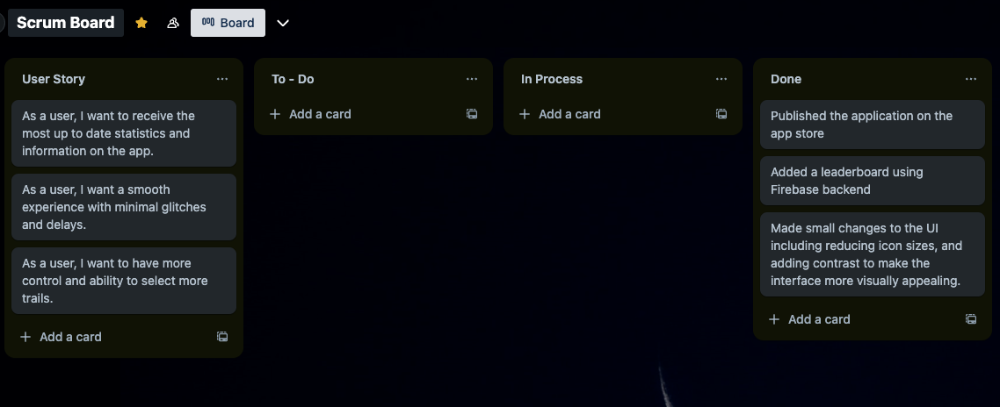 Scrum Board
Board
User Story
As a user, I want to receive the
most up to date statistics and
information on the app.
As a user, I want a smooth
experience with minimal glitches
and delays.
As a user, I want to have more
control and ability to select more
trails.
Add a card
To - Do
Add a card
In Process
Add a card
Done
Published the application on the
app store
Added a leaderboard using
Firebase backend
Made small changes to the UI
including reducing icon sizes, and
adding contrast to make the
interface more visually appealing.
Add a card